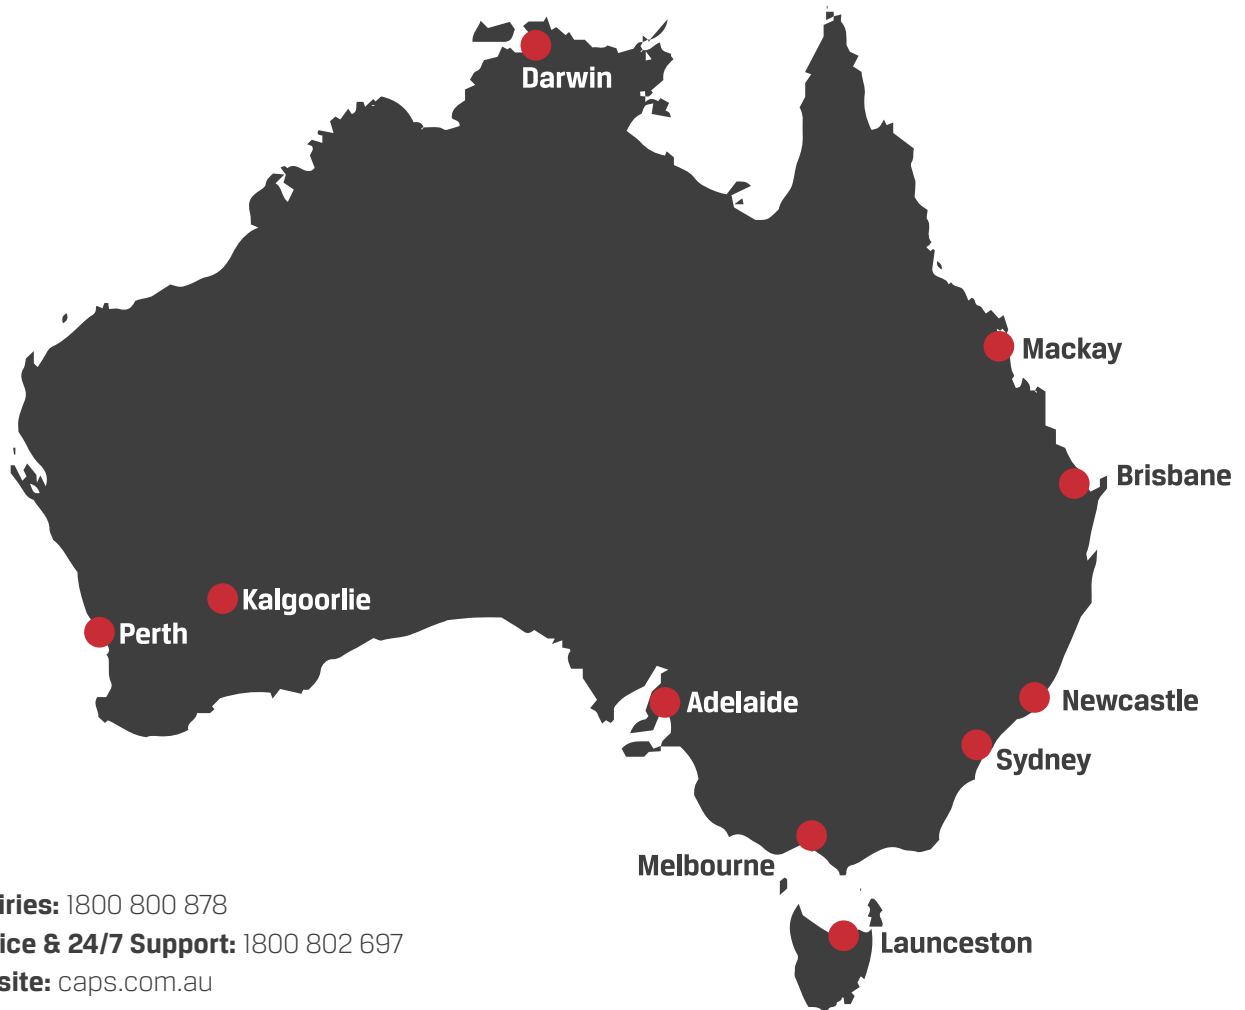 Darwin
Mackay
Brisbane
Kalgoorlie
Perth
Adelaide
Newcastle
Sydney
Melbourne
iries: 1800 800 878
Launceston
ice & 24/7 Support: 1800 802 697
site: caps.com.au